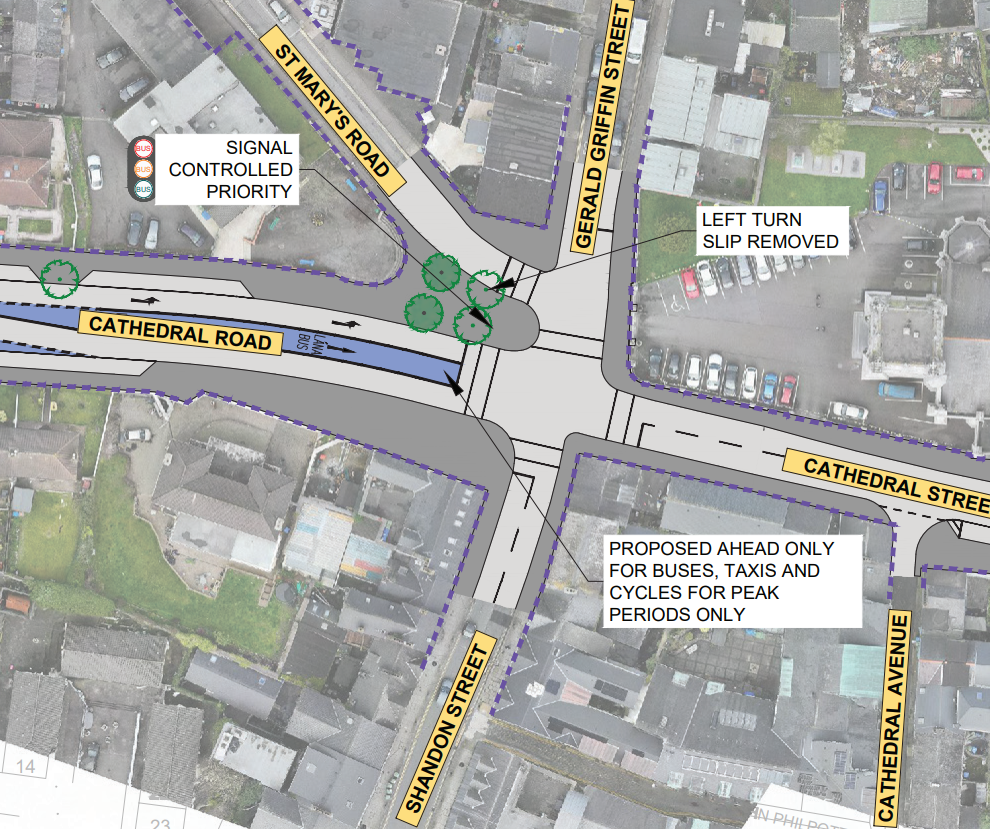 ST MARY'S ROAD
GERALD GRIFFIN STREET
BUS
BUS
BUS
SIGNAL
CONTROLLED
PRIORITY
LEFT TURN
SLIP REMOVED
CATHEDRAL ROAD
LÁNA
BUS
CATHEDRAL STREE
PROPOSED AHEAD ONLY
FOR BUSES, TAXIS AND
CYCLES FOR PEAK
PERIODS ONLY
SHANDON STREET
CATHEDRAL AVENUE
14
23